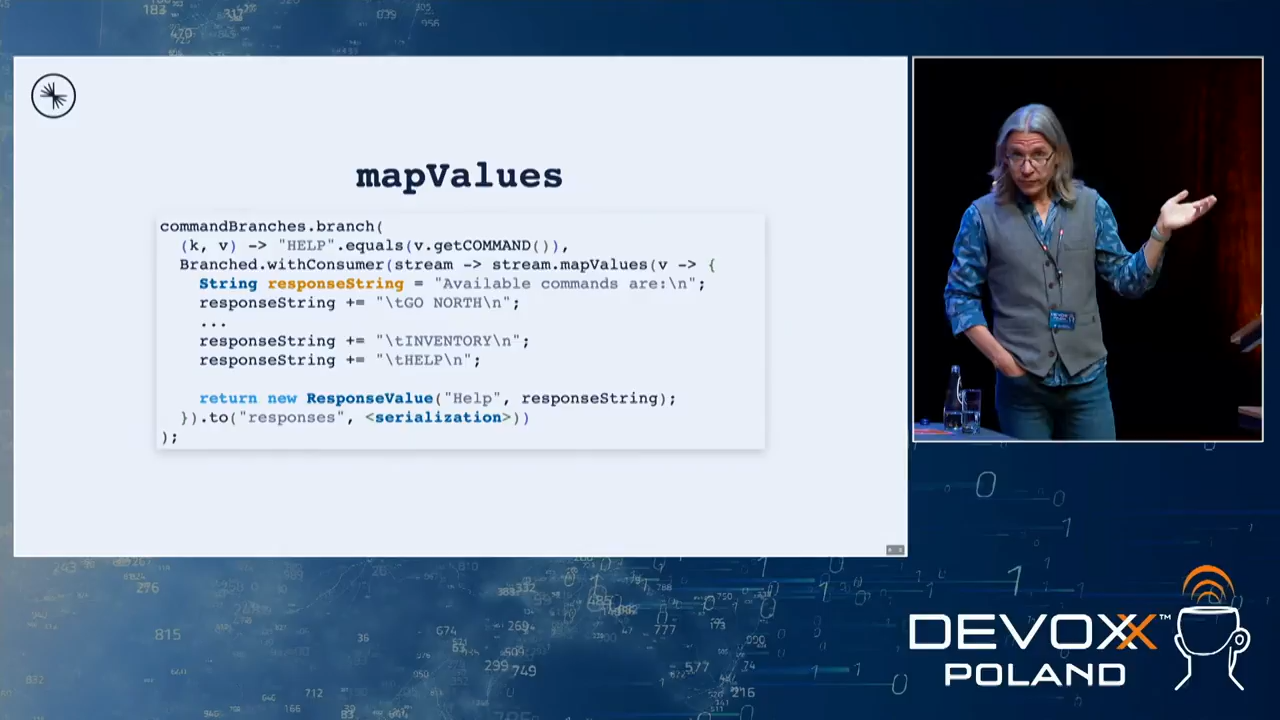 mapValues
commandBranches.branch(
(k, v) -> "HELP".equals(v.getCOMMAND()),
Branched.withConsumer(stream -> stream.mapValues(v -> {
String responseString = "Available commands are:\n";
responseString += "\tGO NORTH\n";
...
responseString += "\tINVENTORY\n";
responseString += "\tHELP\n";
return new ResponseValue("Help", responseString);
}).to("responses", <serialization>))
);
DEVOXX™
POLAND